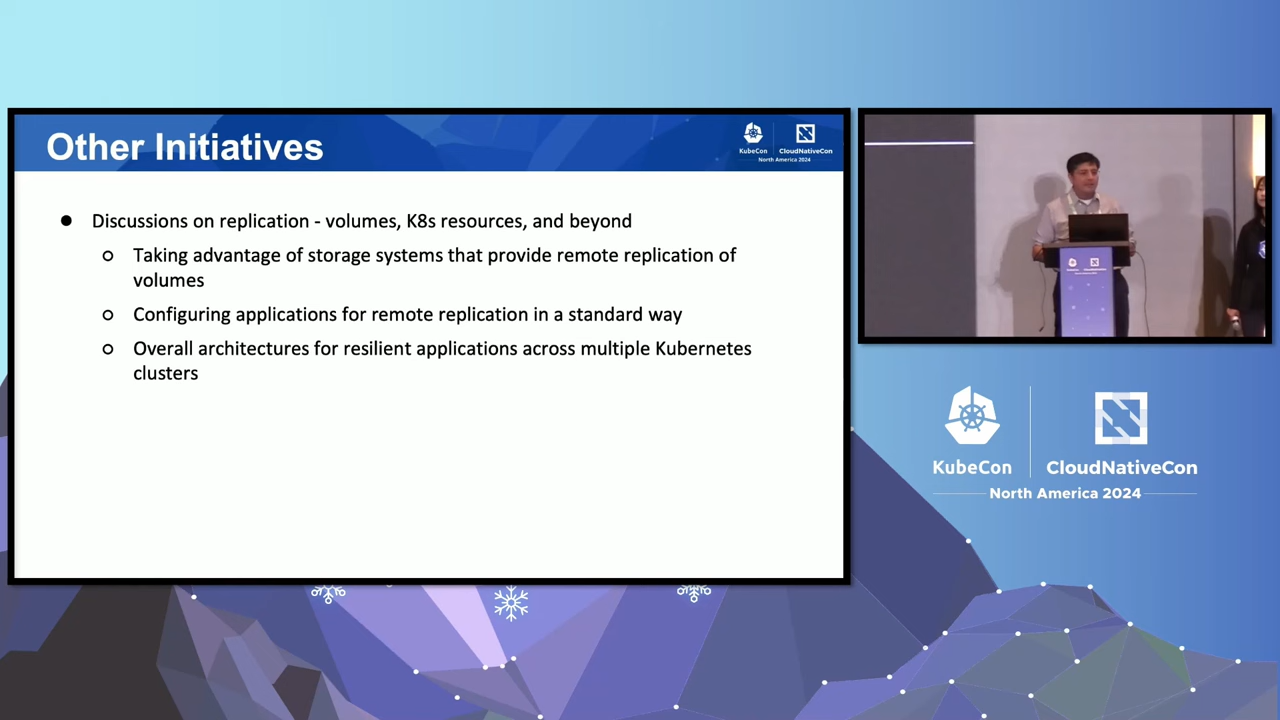 Other Initiatives
KubeCon
CloudNativeCon
North America 2024
● Discussions on replication - volumes, K8s resources, and beyond
○ Taking advantage of storage systems that provide remote replication of
volumes
○ Configuring applications for remote replication in a standard way
○ Overall architectures for resilient applications across multiple Kubernetes
clusters
KubeCon
CloudNativeCon
North America 2024